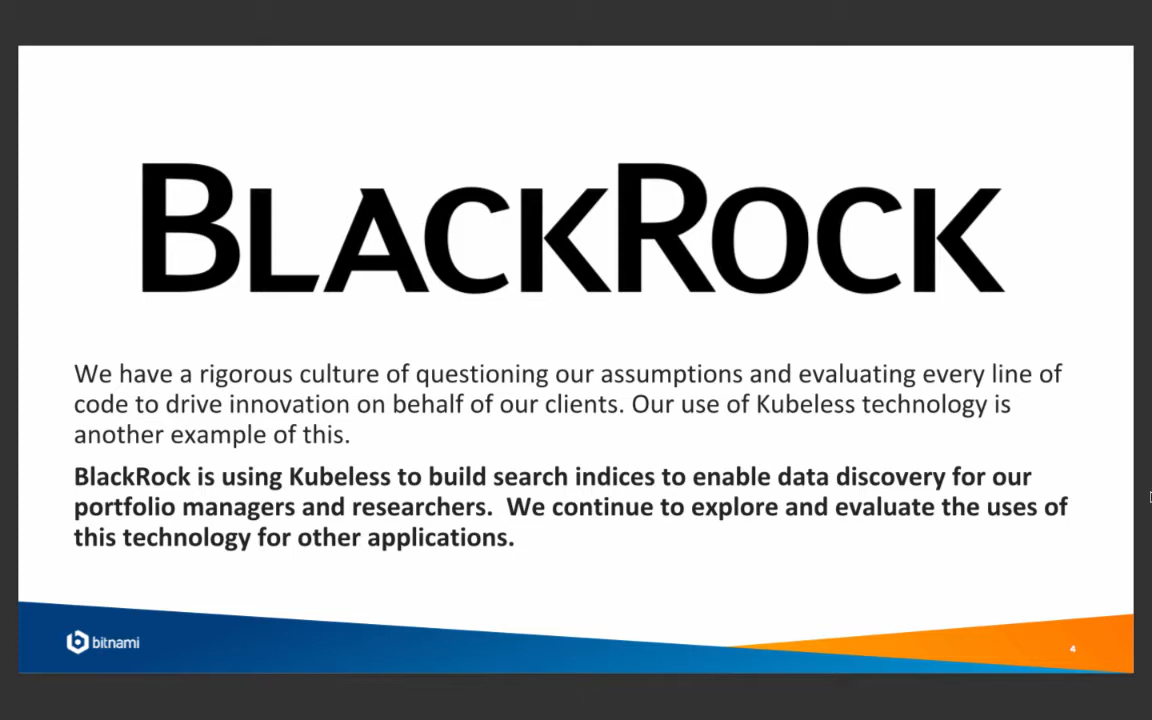 BLACKROCK
We have a rigorous culture of questioning our assumptions and evaluating every line of
code to drive innovation on behalf of our clients. Our use of Kubeless technology is
another example of this.
BlackRock is using Kubeless to build search indices to enable data discovery for our
portfolio managers and researchers.  We continue to explore and evaluate the uses of
this technology for other applications.
bitnami
4